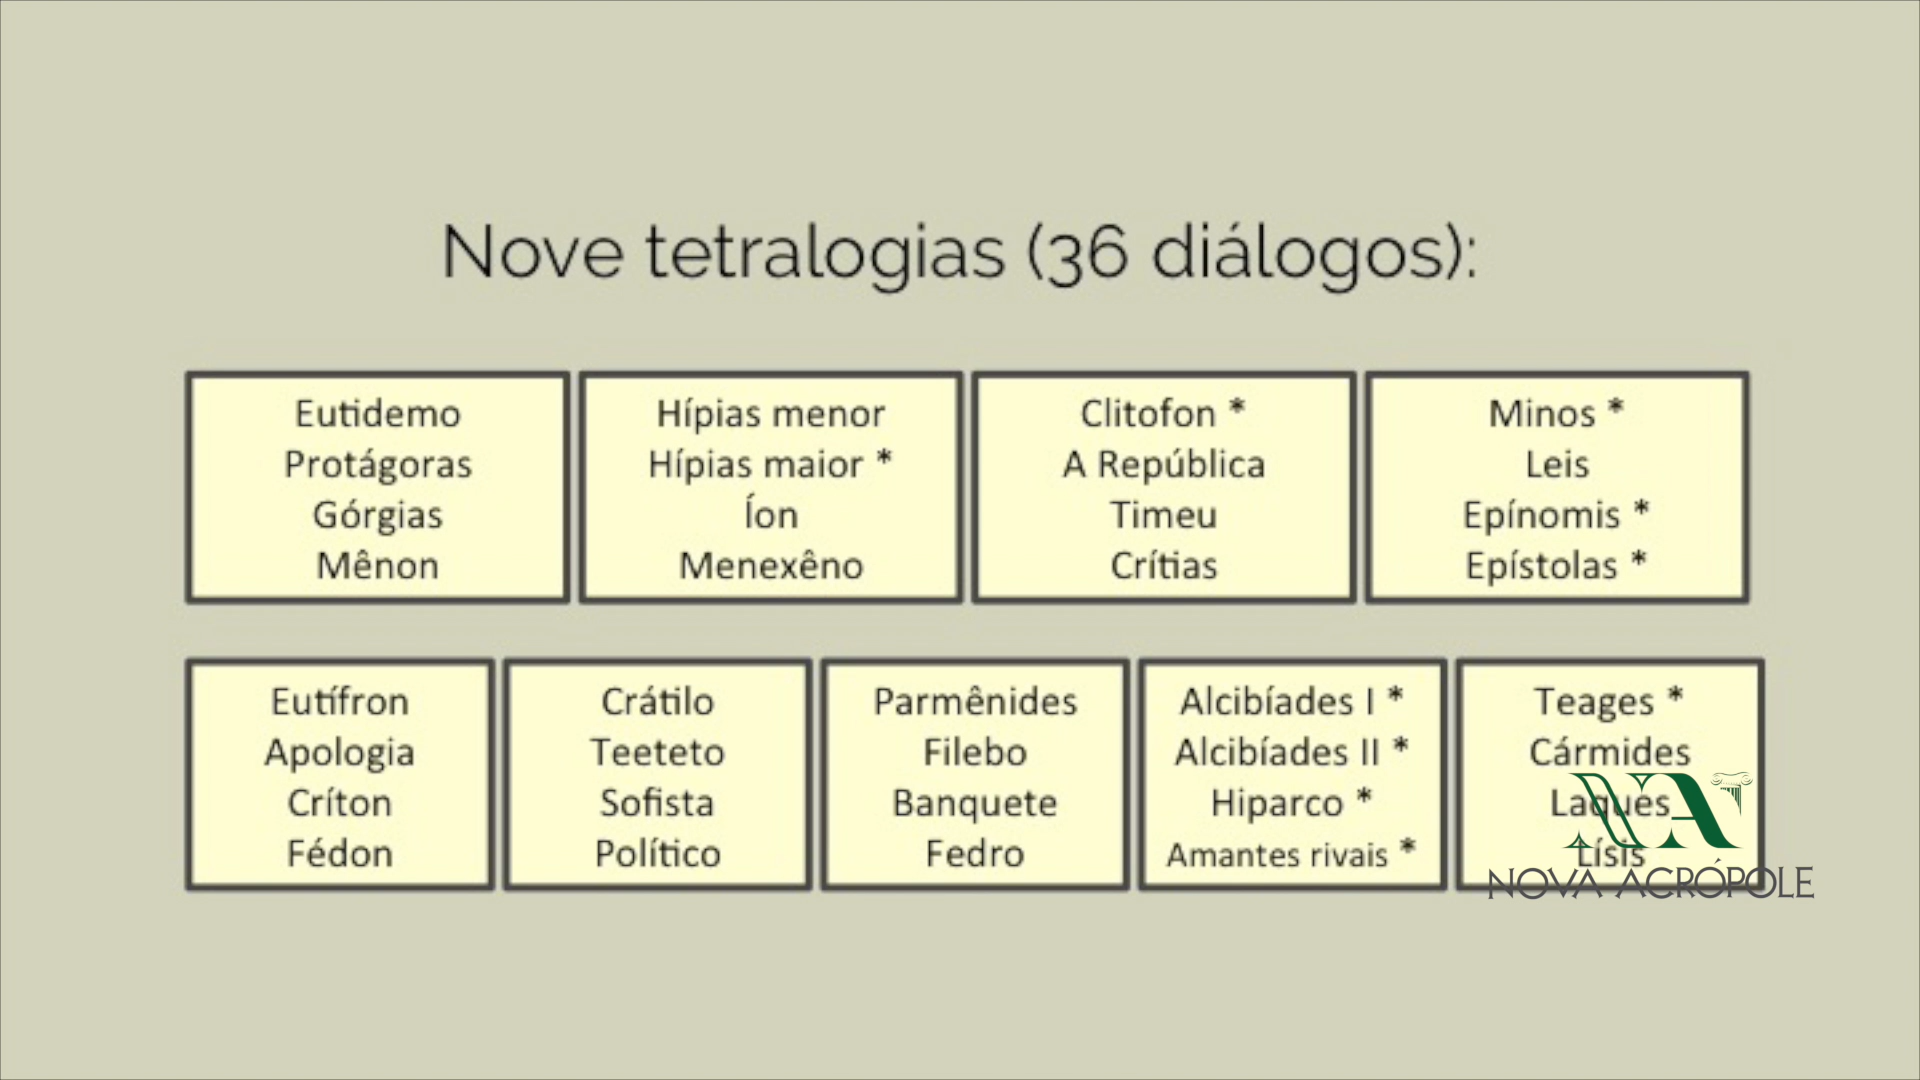 Nove tetralogias (36 diálogos):
Eutidemo
Protágoras
Górgias
Mênon
Hípias menor
Hípias maior *
Íon
Menexêno
Clitofon *
A República
Timeu
Crítias
Minos *
Leis
Epínomis *
Epístolas *
Eutífron
Apologia
Críton
Fédon
Crátilo
Teeteto
Sofista
Político
Parmênides
Filebo
Banquete
Fedro
Alcibíades I *
Alcibíades II *
Hiparco *
Amantes rivais *
Teages *
Cármides
Laques
Lísis
NA
NOVA ACRÓPOLE